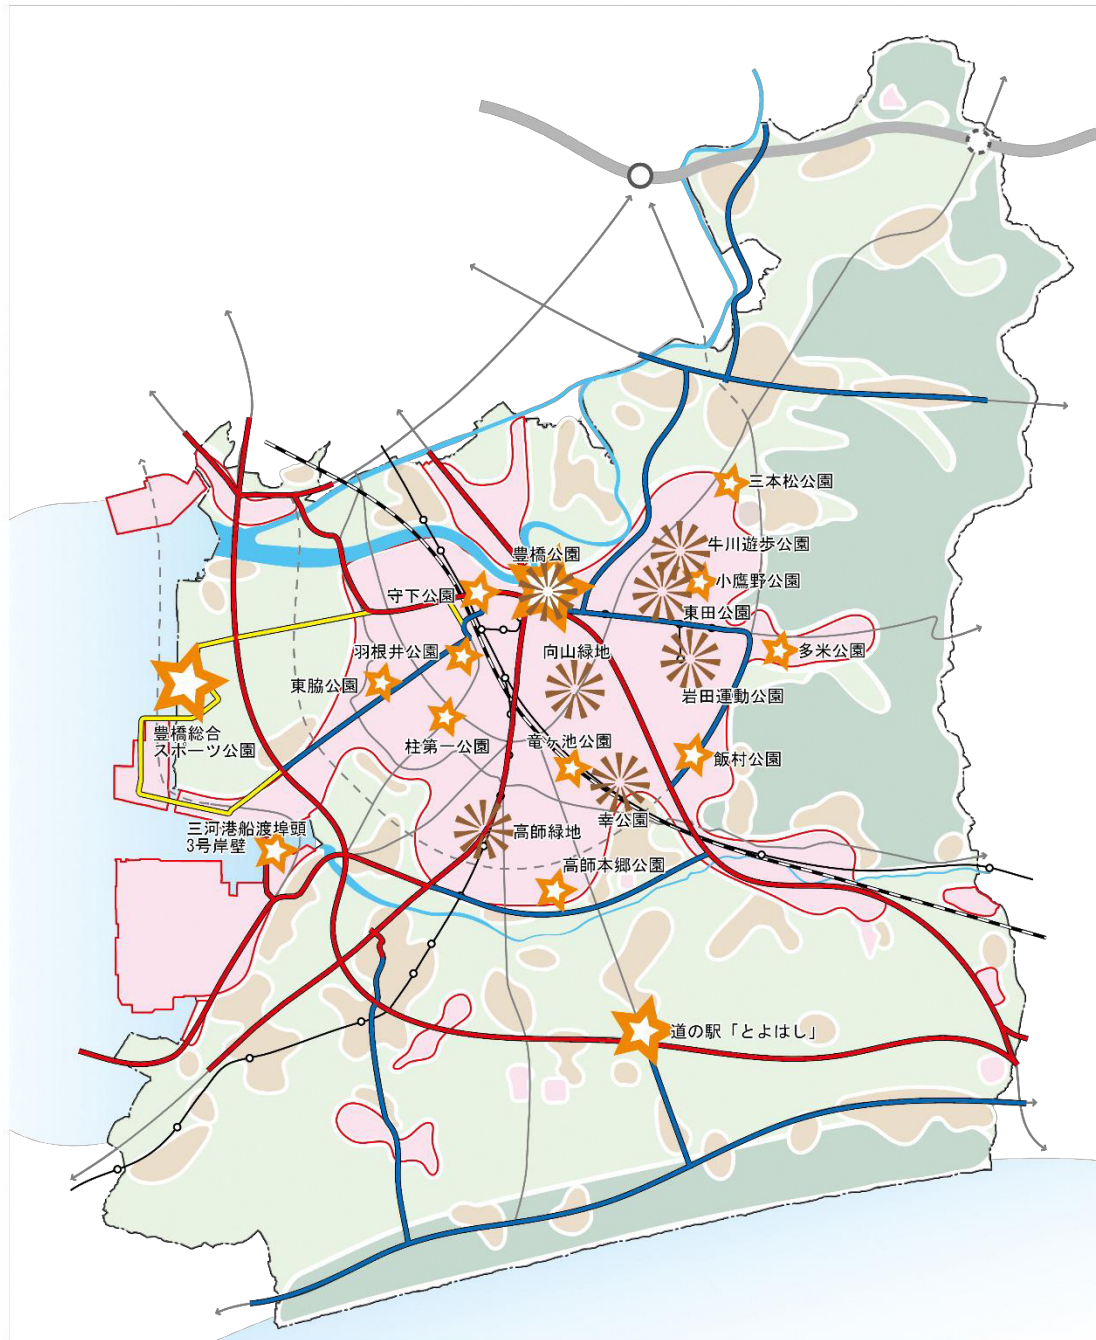 三本松公園
牛川遊歩公園
豊橋公園
小鷹野公園
守下公園
東田公園
羽根井公園
向山緑地
多米公園
東脇公園
岩田運動公園
豊橋総合
スポーツ公園
柱第一公園
竜ヶ池公園
飯村公園
幸公園
三河港船渡埠頭
3号岸壁
高師緑地
高師本郷公園
道の駅「とよはし」